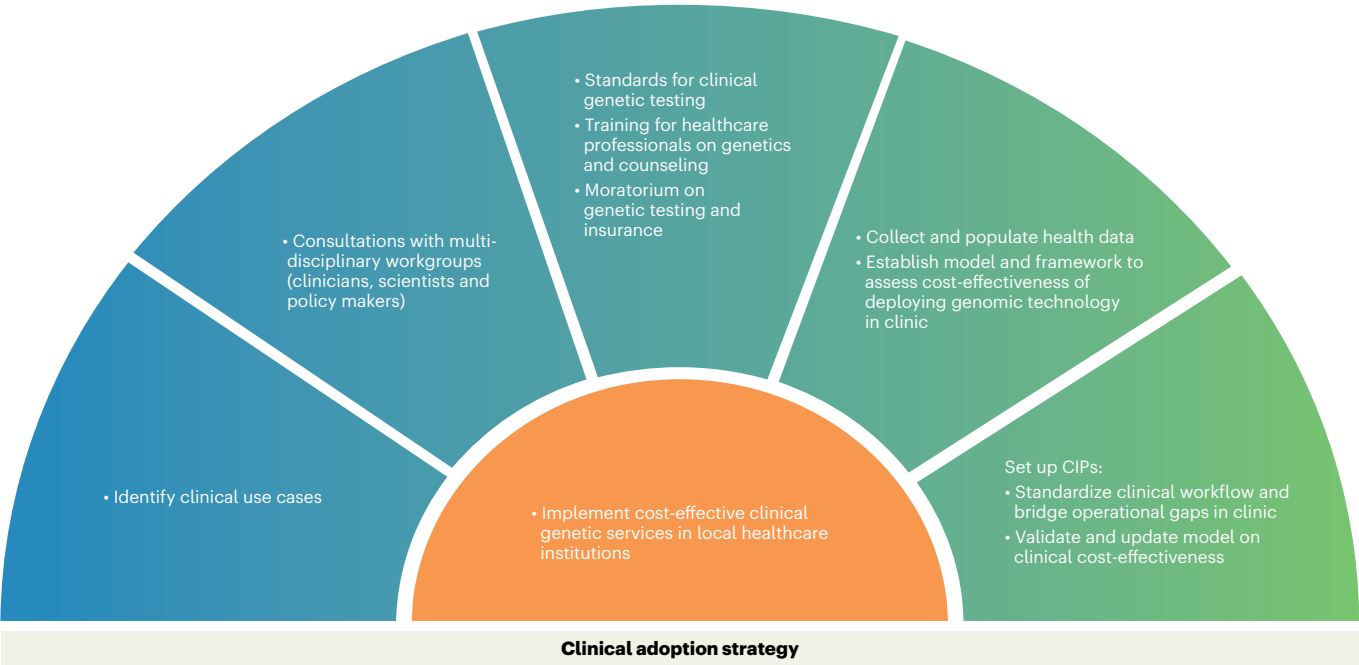 • Identify clinical use cases
• Consultations with multi-
disciplinary workgroups
(clinicians, scientists and
policy makers)
• Standards for clinical
genetic testing
• Training for healthcare
professionals on genetics
and counseling
• Moratorium on
genetic testing and
insurance
• Collect and populate health data
• Establish model and framework to
assess cost-effectiveness of
deploying genomic technology
in clinic
Set up CIPs:
• Standardize clinical workflow and
bridge operational gaps in clinic
• Validate and update model on
clinical cost-effectiveness
• Implement cost-effective clinical
genetic services in local healthcare
institutions
Clinical adoption strategy